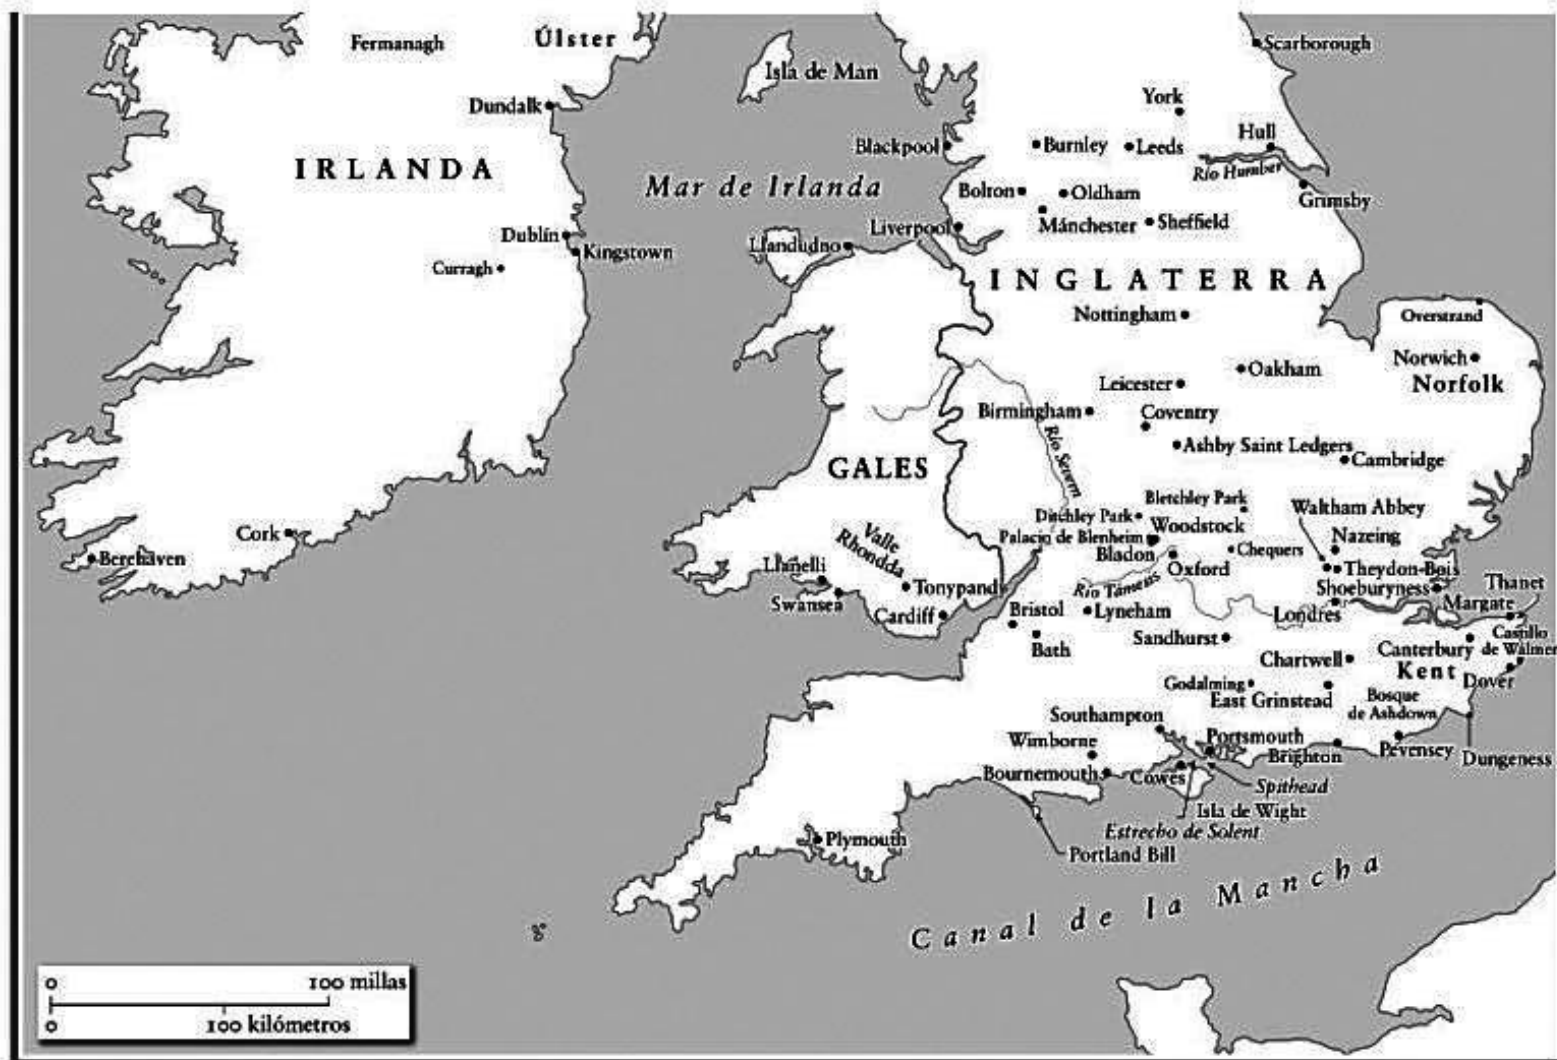 Fermanagh
Úlster
Isla de Man
Scarborough
Dundalk
York
Blackpool
Burnley
Leeds
Hull
IRLANDA
Mar de Irlanda
Río Humber
Bolton
Oldham
Grimsby
Mánchester
Sheffield
Dublín
Kingstown
Liverpool
Llandudno
Curragh
INGLATERRA
Nottingham
Overstrand
Norwich
Norfolk
Leicester
Oakham
Birmingham
Coventry
Río Severn
Ashby Saint Ledgers
Cambridge
GALES
Bletchley Park
Waltham Abbey
Ditchley Park
Woodstock
Palacio de Blenheim
Bladon
Chequers
Nazeing
Cork
Berehaven
Valle
Rhondda
Oxford
Theydon-Bois
Llanelli
Tonypandy
Río Támesis
Shoeburyness
Thanet
Swansea
Cardiff
Bristol
Lyneham
Londres
Margate
Bath
Sandhurst
Canterbury
Castillo
de Walmer
Chartwell
Kent
Dover
Godalming
East Grinstead
Bosque
de Ashdown
Southampton
Wimborne
Portsmouth
Brighton
Pevensey
Dungeness
Bournemouth
Cowes
Spithead
Isla de Wight
Estrecho de Solent
Plymouth
Portland Bill
Canal de la Mancha
0 100 millas
0 100 kilómetros